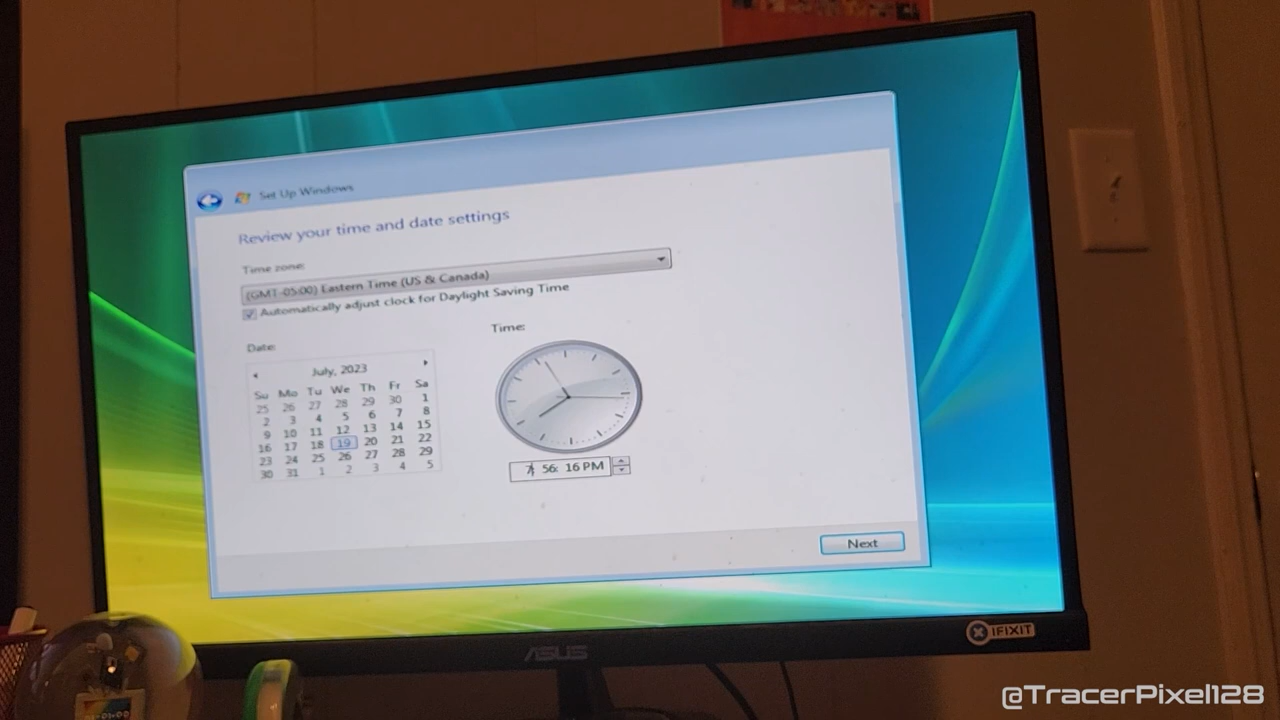 Set Up Windows
Review your time and date settings
Time zone:
(GMT-05:00) Eastern Time (US & Canada)
Automatically adjust clock for Daylight Saving Time
Date:
Time:
July, 2023
Su Mo Tu We Th Fr Sa
25 26 27 28 29 30 1
2 3 4 5 6 7 8
9 10 11 12 13 14 15
16 17 18 19 20 21 22
23 24 25 26 27 28 29
30 31 1 2 3 4 5
7: 56: 16 PM
Next
ASUS
IFIXIT
@TracerPixel128